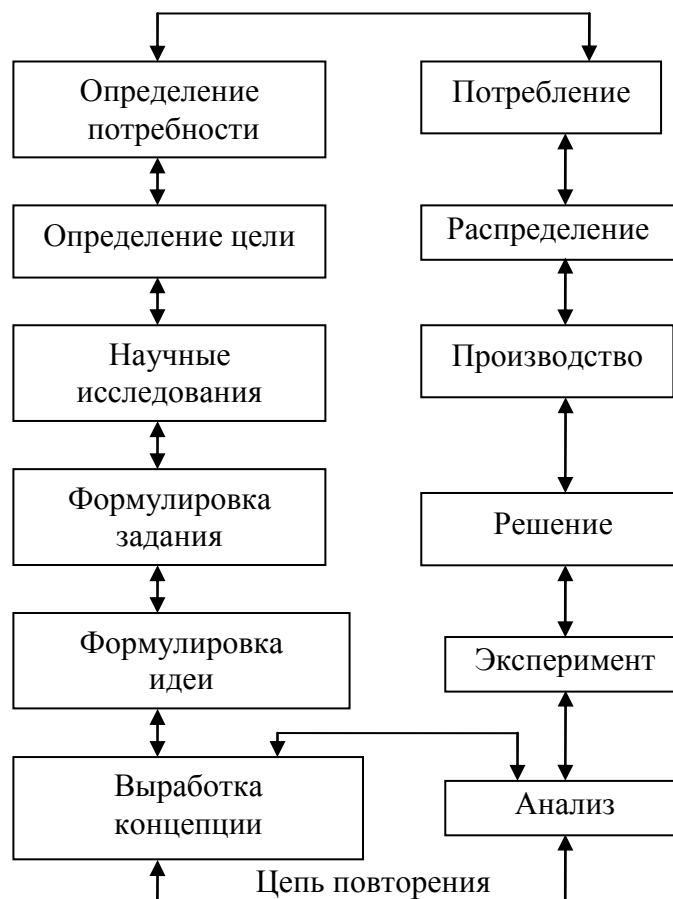 Определение
потребности
Определение цели
Научные
исследования
Формулировка
задания
Формулировка
идеи
Выработка
концепции
Потребление
Распределение
Производство
Решение
Эксперимент
Анализ
Цепь повторения